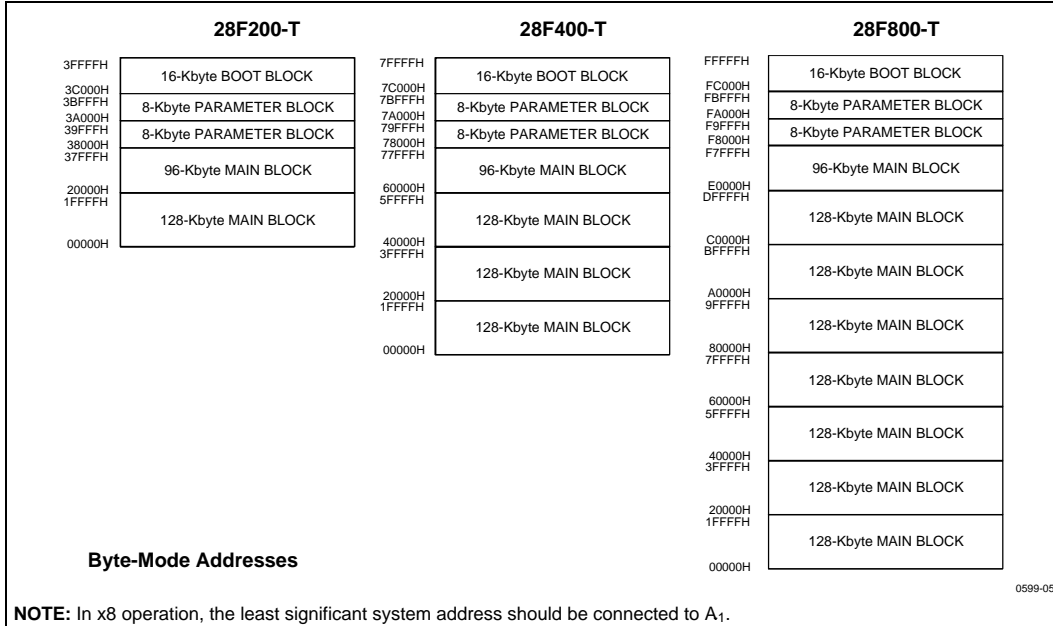 28F200-T
3FFFFH
16-Kbyte BOOT BLOCK
3C000H
3BFFFH
8-Kbyte PARAMETER BLOCK
3A000H
39FFFH
8-Kbyte PARAMETER BLOCK
38000H
37FFFH
96-Kbyte MAIN BLOCK
20000H
1FFFFH
128-Kbyte MAIN BLOCK
00000H
28F400-T
7FFFFH
16-Kbyte BOOT BLOCK
7C000H
7BFFFH
8-Kbyte PARAMETER BLOCK
7A000H
79FFFH
8-Kbyte PARAMETER BLOCK
78000H
77FFFH
96-Kbyte MAIN BLOCK
60000H
5FFFFH
128-Kbyte MAIN BLOCK
40000H
3FFFFH
128-Kbyte MAIN BLOCK
20000H
1FFFFH
128-Kbyte MAIN BLOCK
00000H
28F800-T
FFFFFH
16-Kbyte BOOT BLOCK
FC000H
FBFFFH
8-Kbyte PARAMETER BLOCK
FA000H
F9FFFH
8-Kbyte PARAMETER BLOCK
F8000H
F7FFFH
96-Kbyte MAIN BLOCK
E0000H
DFFFFH
128-Kbyte MAIN BLOCK
C0000H
BFFFFH
128-Kbyte MAIN BLOCK
A0000H
9FFFFH
128-Kbyte MAIN BLOCK
80000H
7FFFFH
128-Kbyte MAIN BLOCK
60000H
5FFFFH
128-Kbyte MAIN BLOCK
40000H
3FFFFH
128-Kbyte MAIN BLOCK
20000H
1FFFFH
128-Kbyte MAIN BLOCK
00000H
Byte-Mode Addresses
0599-05
NOTE: In x8 operation, the least significant system address should be connected to A₁.